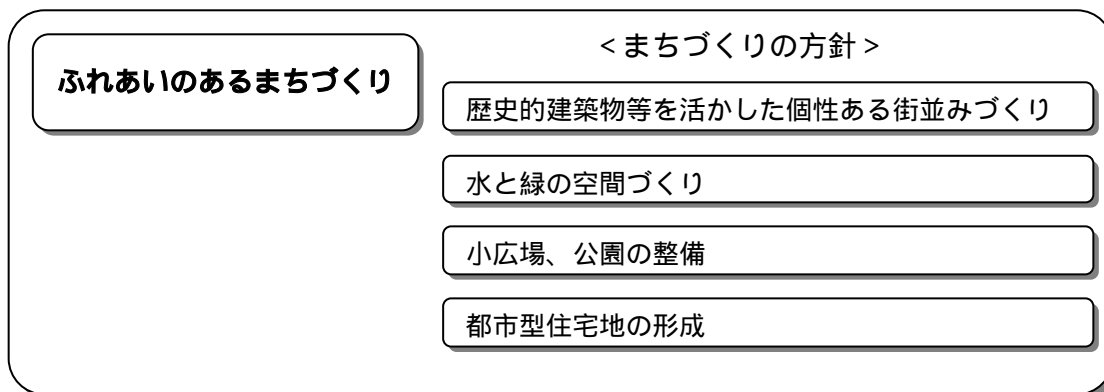 ふれあいのあるまちづくり
＜まちづくりの方針＞
歴史的建築物等を活かした個性ある街並みづくり
水と緑の空間づくり
小広場、公園の整備
都市型住宅地の形成